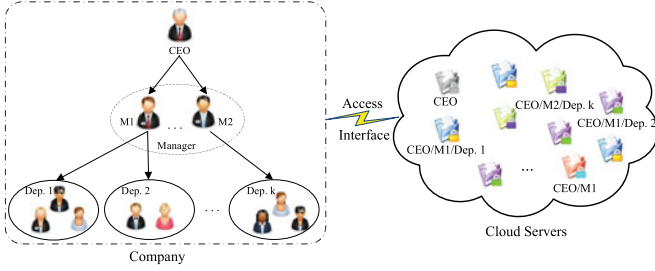 CEO
M1
...
M2
Manager
Dep. 1
Dep. 2
...
Dep. k
Company
Access
Interface
CEO
CEO/M2/Dep. k
CEO/M1/Dep. 2
CEO/M1/Dep. 1
...
CEO/M1
Cloud Servers